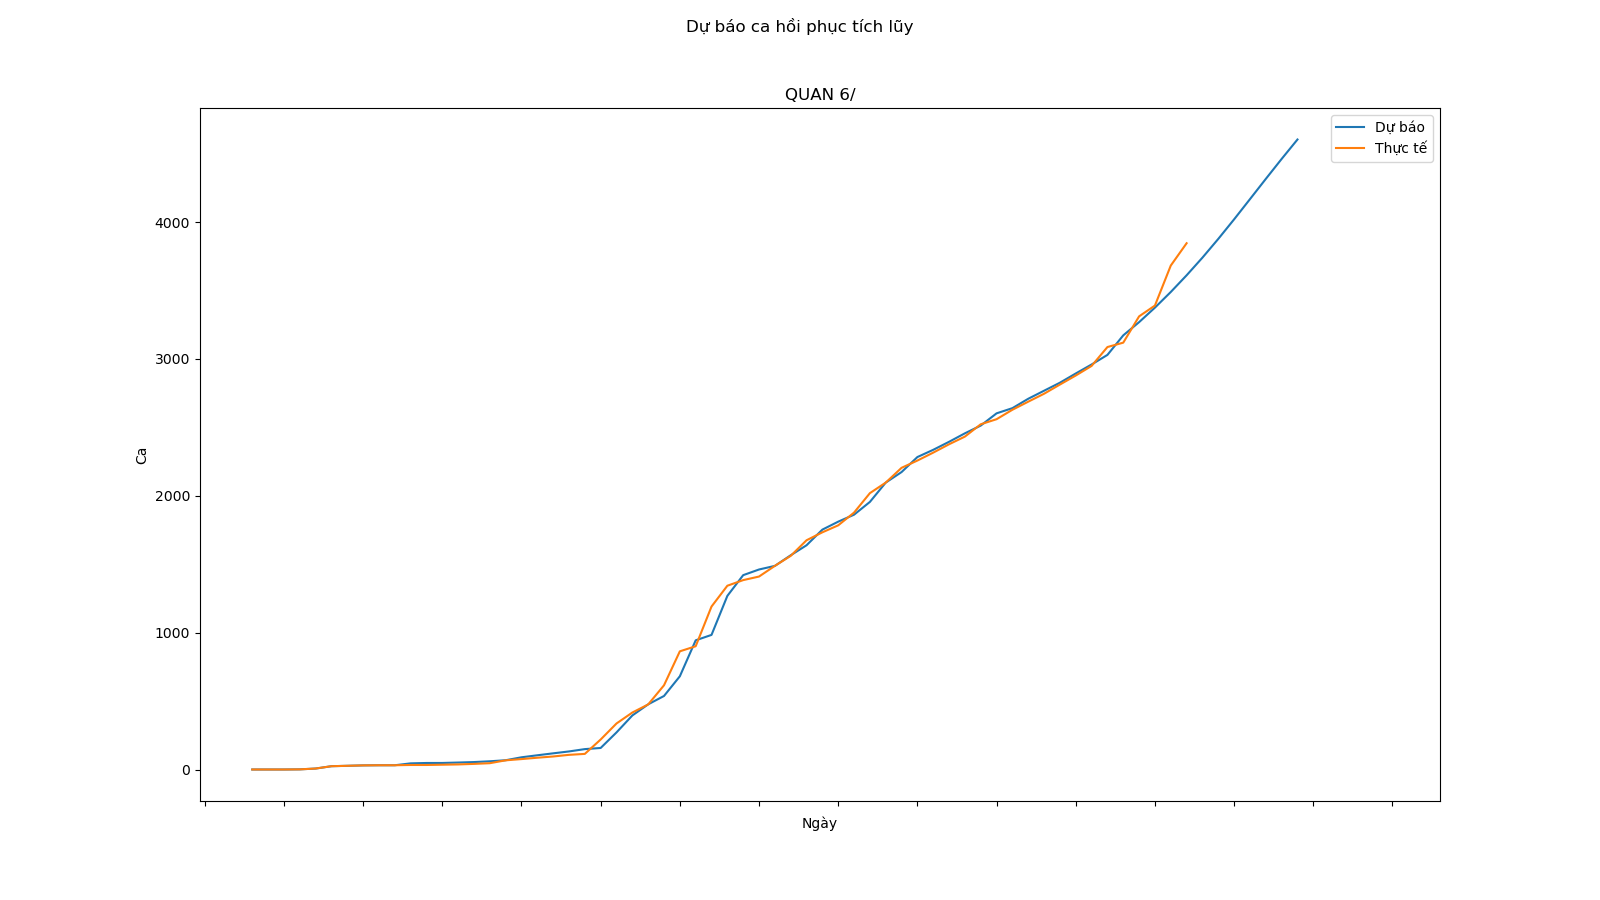 Dự báo ca hồi phục tích lũy
QUAN 6/
Dự báo
Thực tế
4000
3000
2000
1000
0
Ca
Ngày